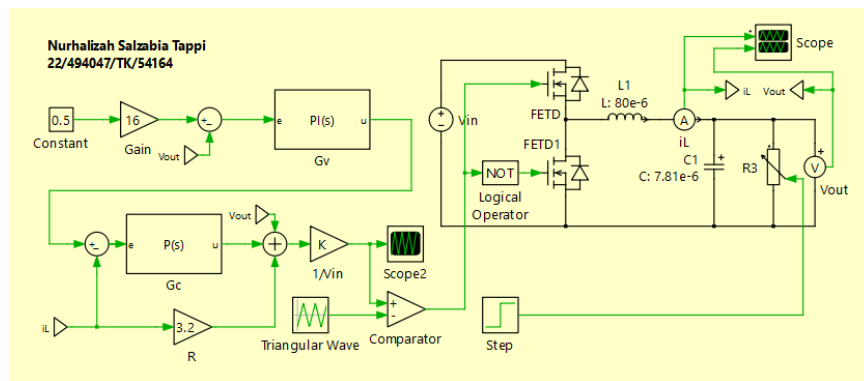 Nurhalizah Salzabia Tappi
22/494047/TK/54164
0.5
Constant
16
Gain
Vout
+
-
e
PI(s)
u
Gv
+
-
e
P(s)
u
Gc
Vout
+
K
1/Vin
Scope2
iL
3.2
R
Triangular Wave
+
-
Comparator
Step
Vin
+
-
FETD
FETD1
NOT
Logical
Operator
L1
L: 80e-6
A
iL
iL
Vout
Scope
C1
C: 7.81e-6
+
R3
+
V
Vout